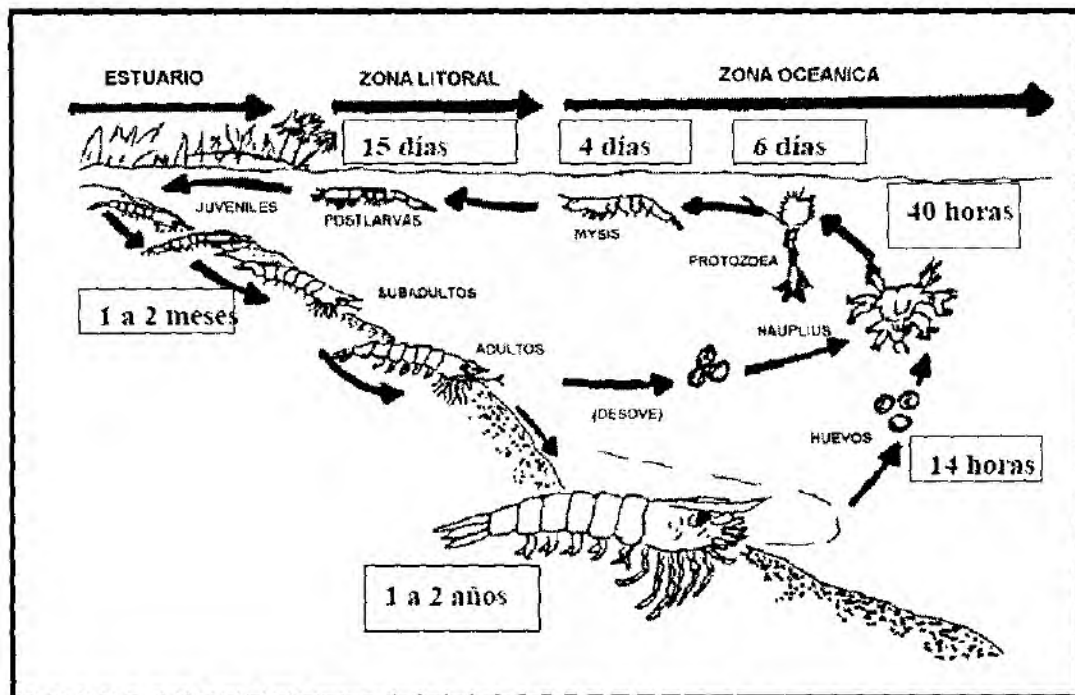 ESTUARIO
ZONA LITORAL
ZONA OCEANICA
15 días
4 días
6 días
40 horas
JUVENILES
POSTLARVAS
MYSIS
PROTOZOEA
1 a 2 meses
SUBADULTOS
NAUPLIUS
ADULTOS
(DESOVE)
HUEVOS
14 horas
1 a 2 años